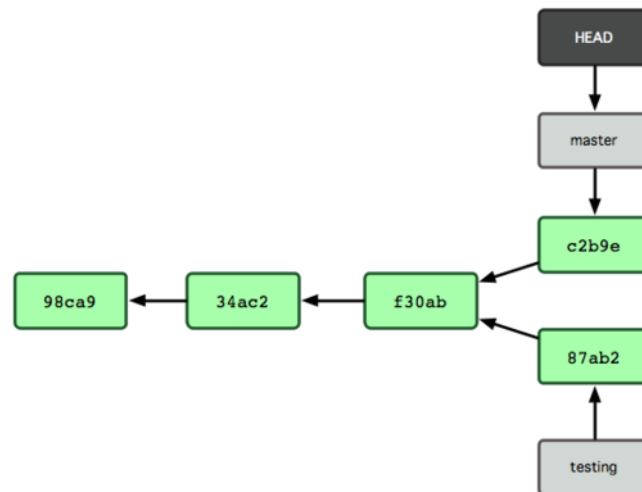 HEAD
master
c2b9e
98ca9
34ac2
f30ab
87ab2
testing